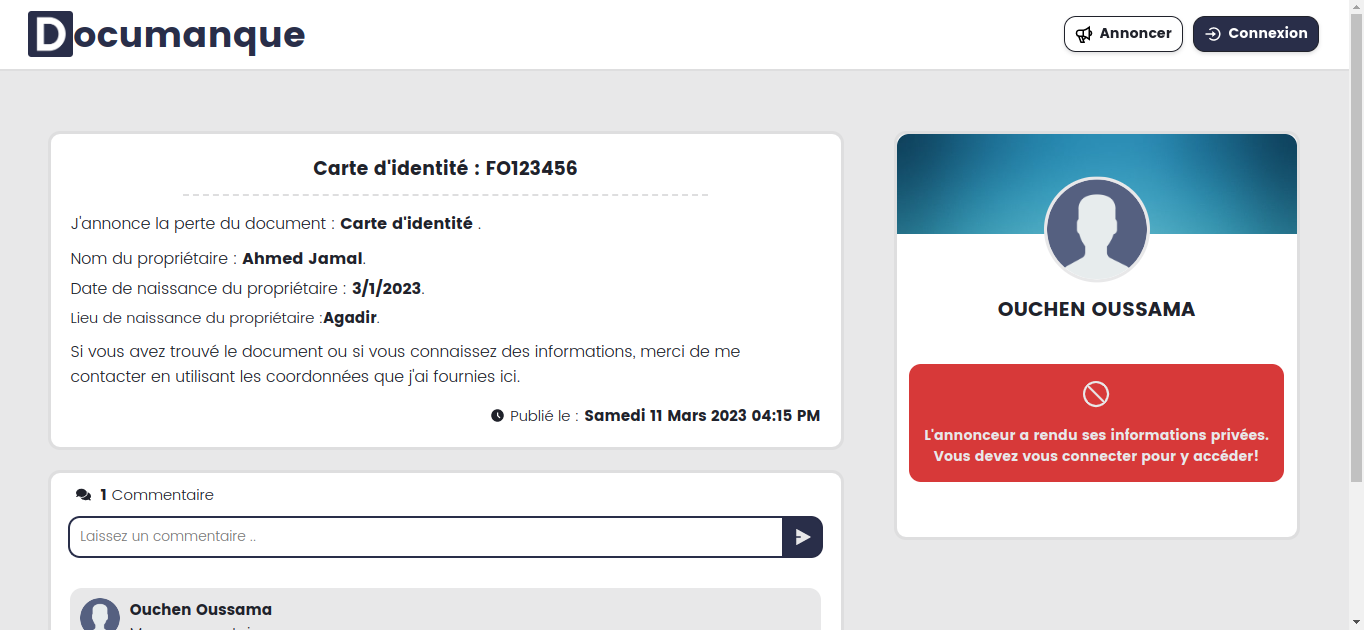 Documanque
Annoncer
Connexion
Carte d'identité : FO123456
J'annonce la perte du document : Carte d'identité .
Nom du propriétaire : Ahmed Jamal.
Date de naissance du propriétaire : 3/1/2023.
Lieu de naissance du propriétaire :Agadir.
Si vous avez trouvé le document ou si vous connaissez des informations, merci de me
contacter en utilisant les coordonnées que j'ai fournies ici.
Publié le : Samedi 11 Mars 2023 04:15 PM
1 Commentaire
Laissez un commentaire ..
Ouchen Oussama
OUCHEN OUSSAMA
L'annonceur a rendu ses informations privées.
Vous devez vous connecter pour y accéder!